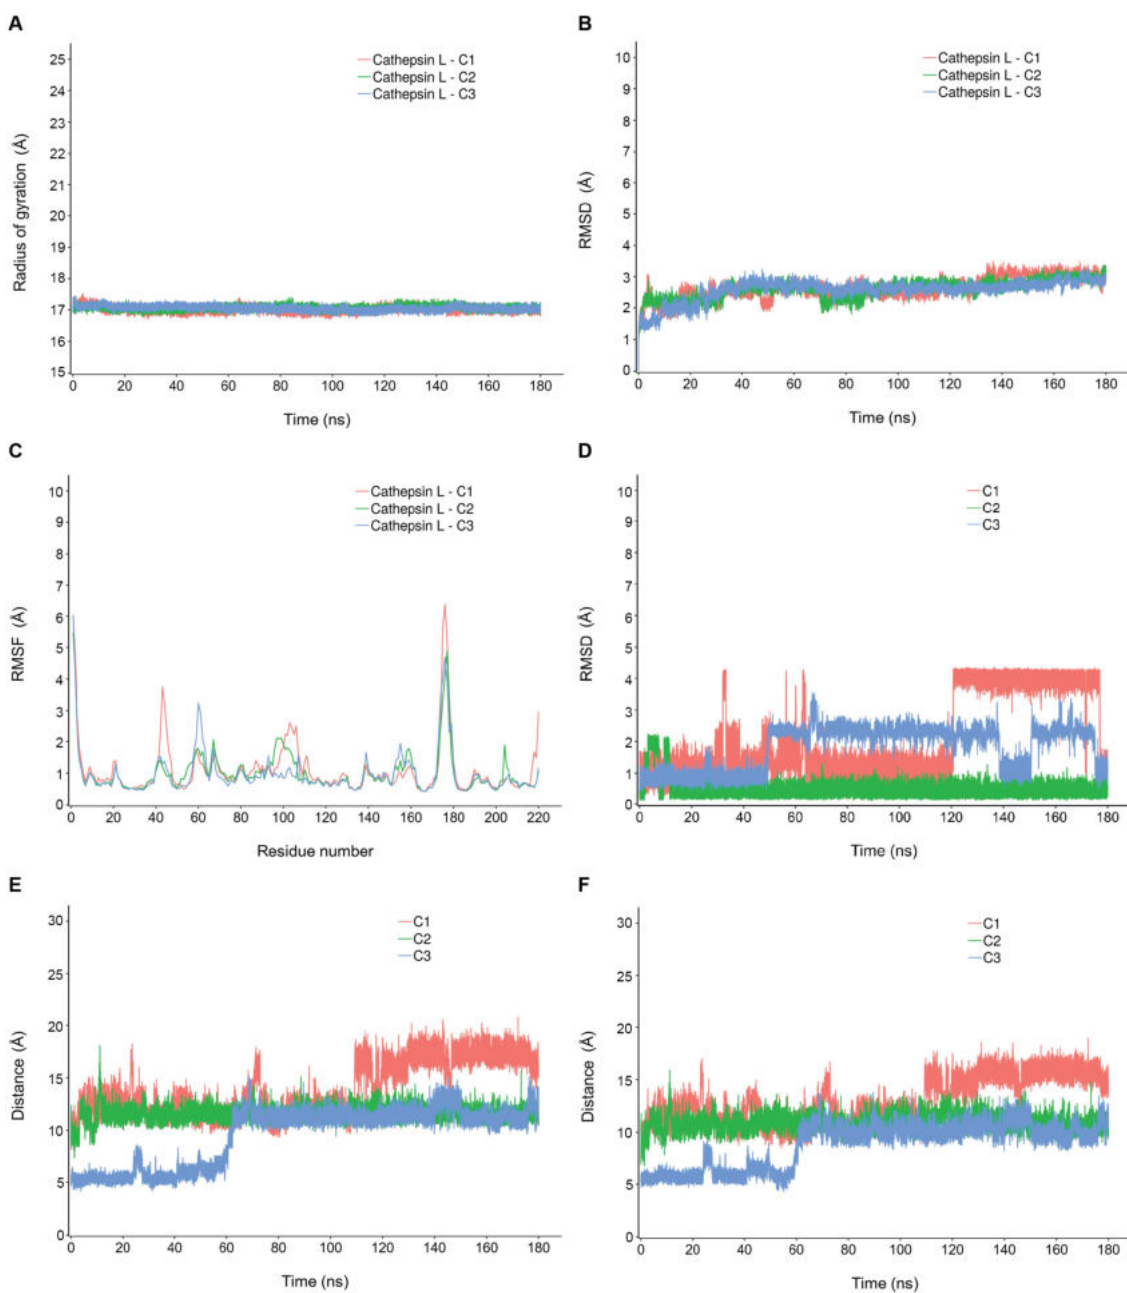 A
Cathepsin L - C1
Cathepsin L - C2
Cathepsin L - C3
Radius of gyration (Å)
25
24
23
22
21
20
19
18
17
16
15
0 20 40 60 80 100 120 140 160 180
Time (ns)
B
Cathepsin L - C1
Cathepsin L - C2
Cathepsin L - C3
RMSD (Å)
10
9
8
7
6
5
4
3
2
1
0
0 20 40 60 80 100 120 140 160 180
Time (ns)
C
Cathepsin L - C1
Cathepsin L - C2
Cathepsin L - C3
RMSF (Å)
10
9
8
7
6
5
4
3
2
1
0
0 20 40 60 80 100 120 140 160 180 200 220
Residue number
D
C1
C2
C3
RMSD (Å)
10
9
8
7
6
5
4
3
2
1
0
0 20 40 60 80 100 120 140 160 180
Time (ns)
E
C1
C2
C3
Distance (Å)
30
25
20
15
10
5
0
0 20 40 60 80 100 120 140 160 180
Time (ns)
F
C1
C2
C3
Distance (Å)
30
25
20
15
10
5
0
0 20 40 60 80 100 120 140 160 180
Time (ns)